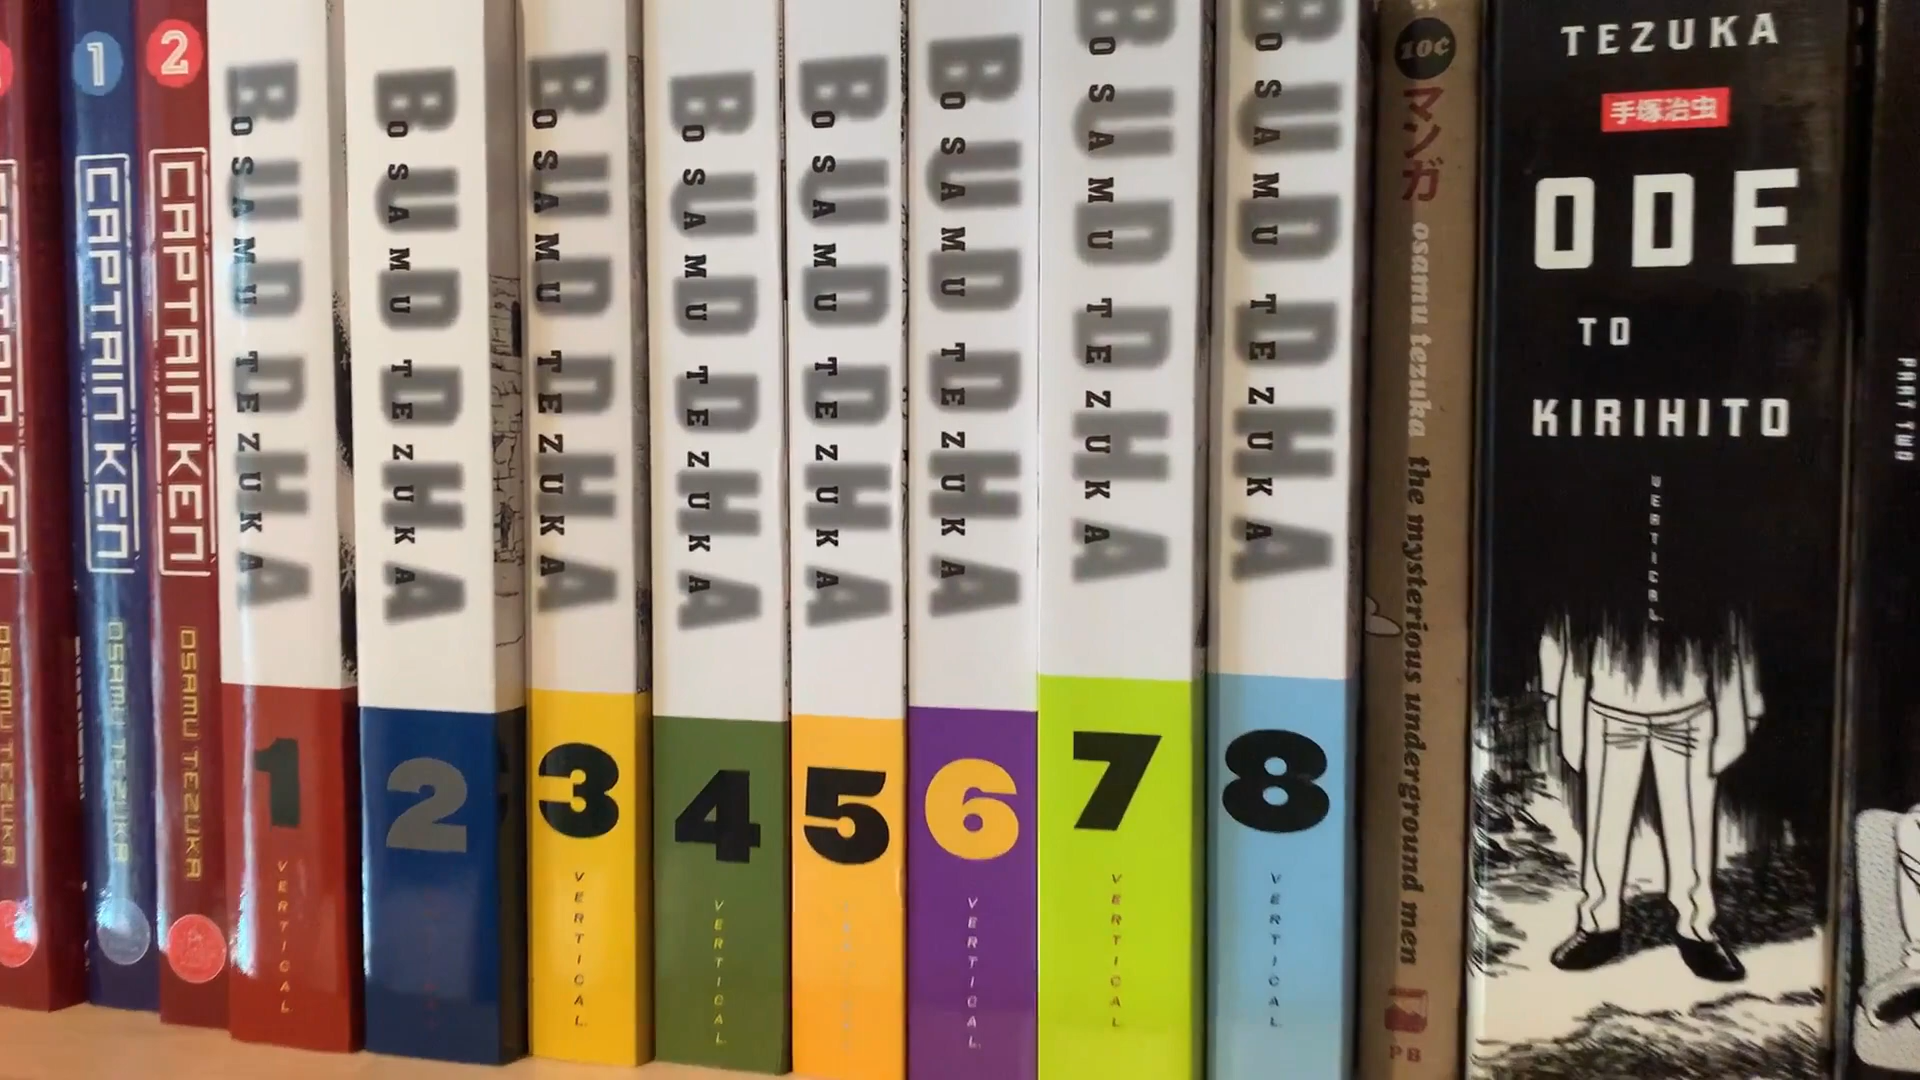 CAPTAIN KEN
OSAMU TEZUKA
1
CAPTAIN KEN
OSAMU TEZUKA
2
CAPTAIN KEN
OSAMU TEZUKA
BUDDHA
OSAMU TEZUKA
1
VERTICAL
BUDDHA
OSAMU TEZUKA
2
BUDDHA
OSAMU TEZUKA
3
VERTICAL
BUDDHA
OSAMU TEZUKA
4
VERTICAL
BUDDHA
OSAMU TEZUKA
5
BUDDHA
OSAMU TEZUKA
6
VERTICAL
BUDDHA
OSAMU TEZUKA
7
VERTICAL
BUDDHA
OSAMU TEZUKA
8
VERTICAL
10¢
マンガ
osamu tezuka the mysterious underground men
PB
TEZUKA
手塚治虫
ODE
TO
KIRIHITO
VERTICAL
PART TWO